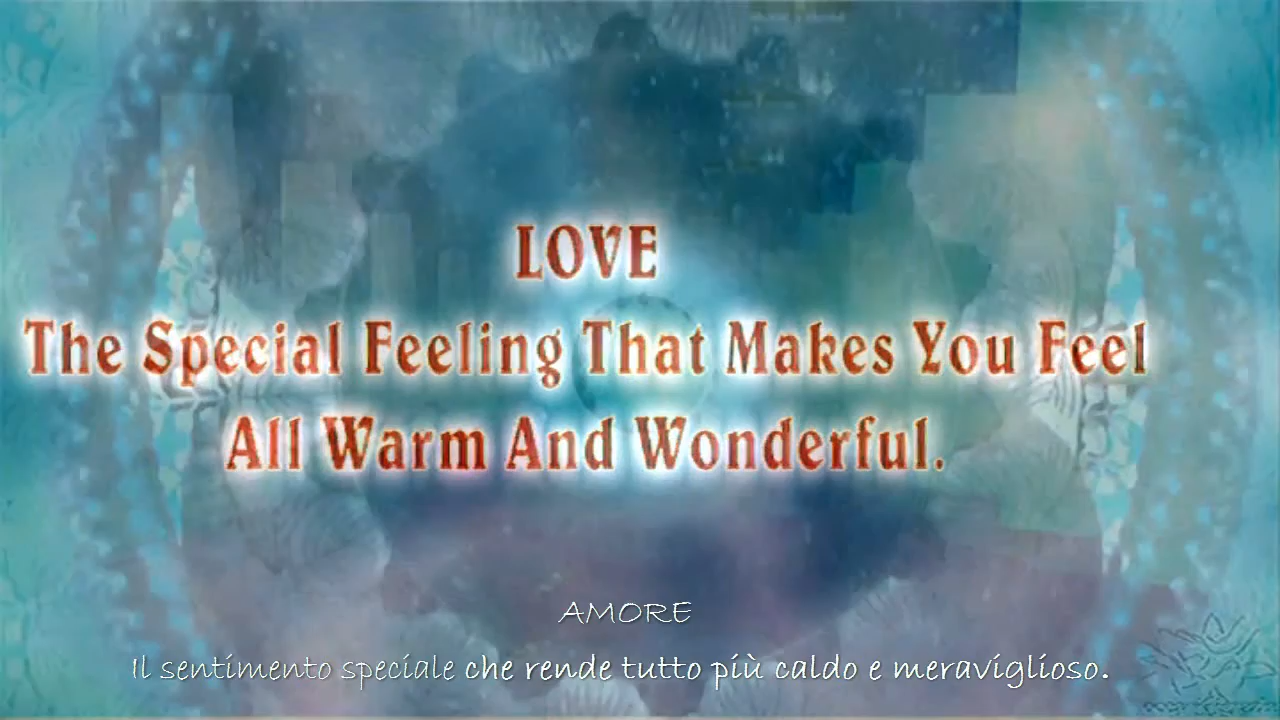 LOVE
The Special Feeling That Makes You Feel
All Warm And Wonderful.
AMORE
Il sentimento speciale che rende tutto più caldo e meraviglioso.